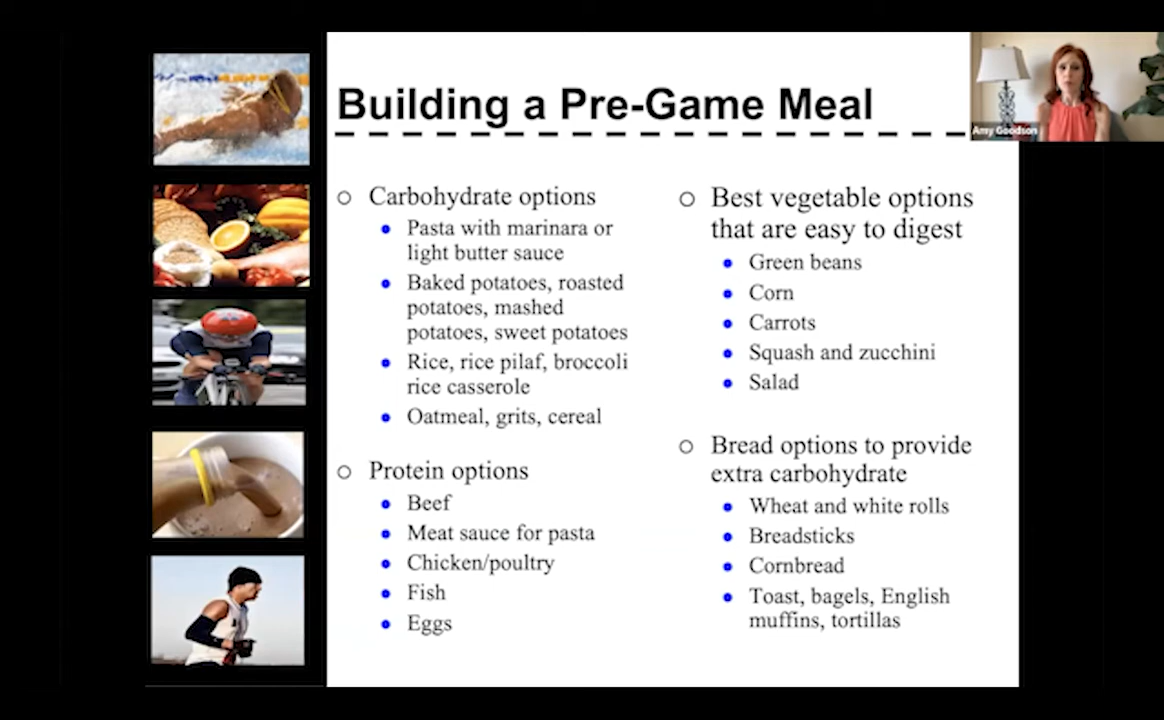 Building a Pre-Game Meal
Amy Goodson
Carbohydrate options
Pasta with marinara or
light butter sauce
Baked potatoes, roasted
potatoes, mashed
potatoes, sweet potatoes
Rice, rice pilaf, broccoli
rice casserole
Oatmeal, grits, cereal
Protein options
Beef
Meat sauce for pasta
Chicken/poultry
Fish
Eggs
Best vegetable options
that are easy to digest
Green beans
Corn
Carrots
Squash and zucchini
Salad
Bread options to provide
extra carbohydrate
Wheat and white rolls
Breadsticks
Cornbread
Toast, bagels, English
muffins, tortillas